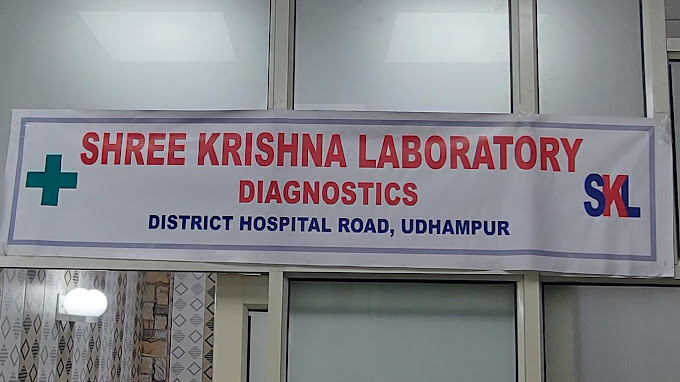 SHREE KRISHNA LABORATORY
DIAGNOSTICS
SKL
DISTRICT HOSPITAL ROAD, UDHAMPUR